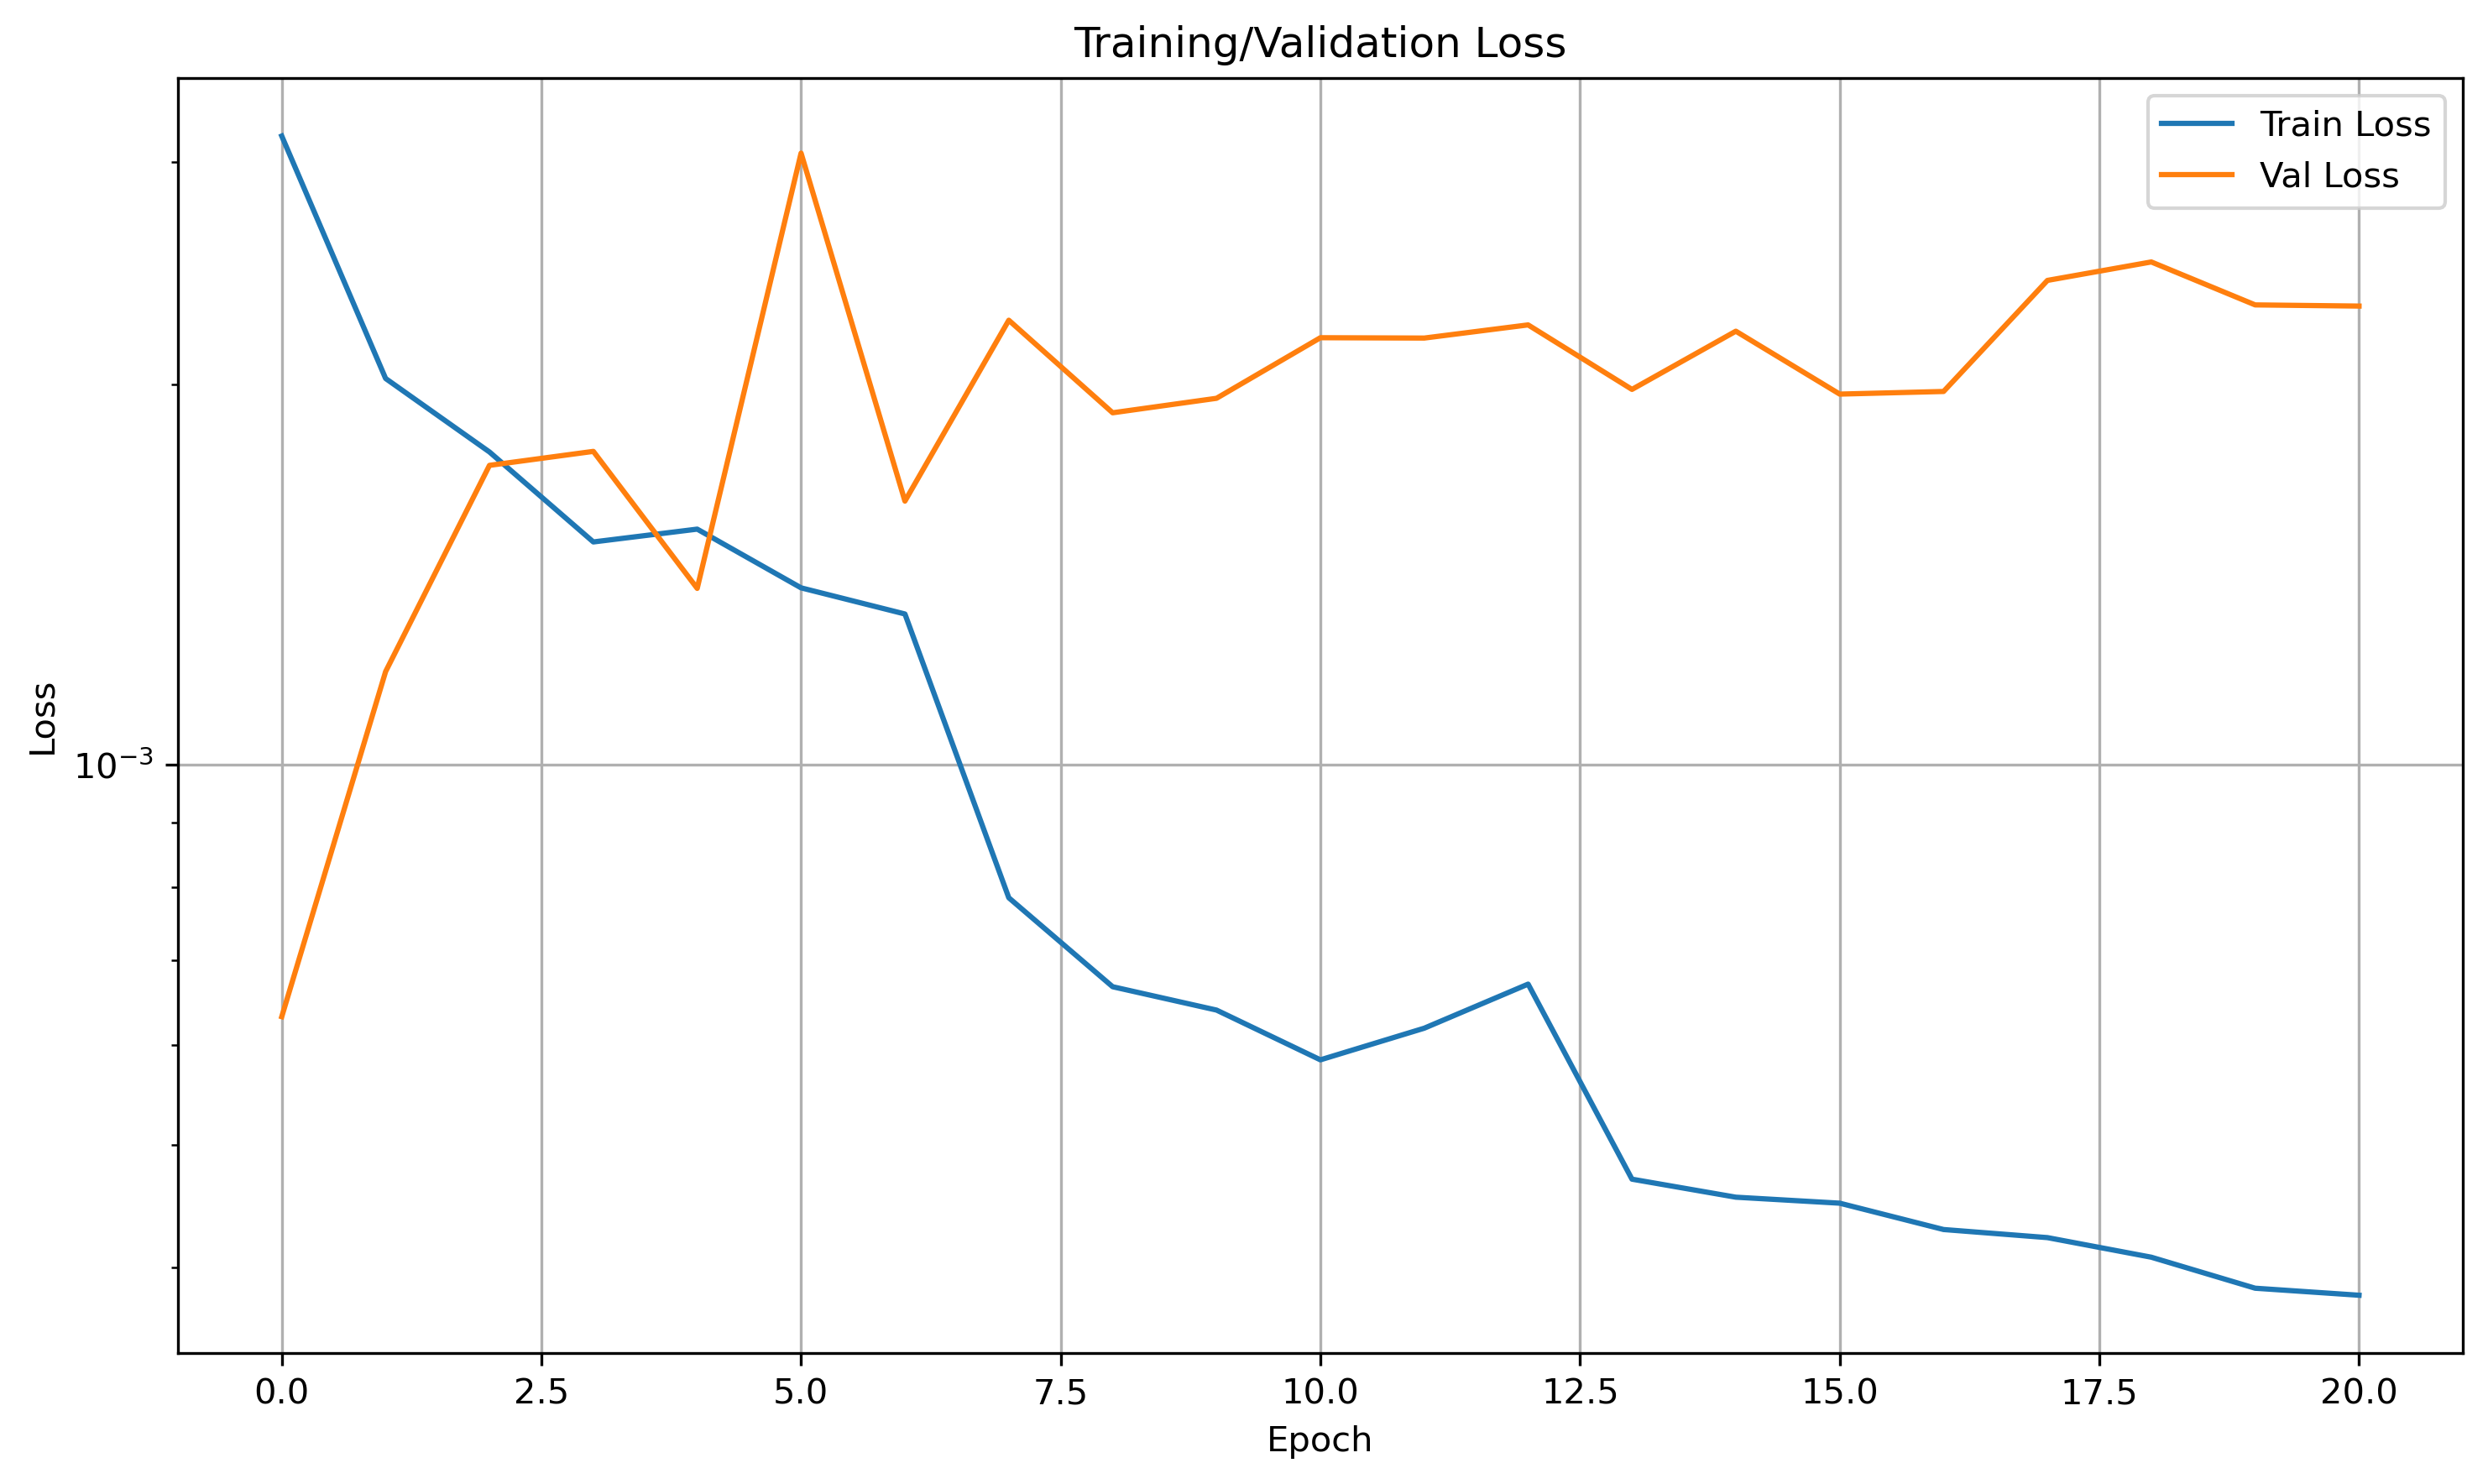 Training/Validation Loss
Train Loss
Val Loss
Loss
10⁻³
0.0 2.5 5.0 7.5 10.0 12.5 15.0 17.5 20.0
Epoch